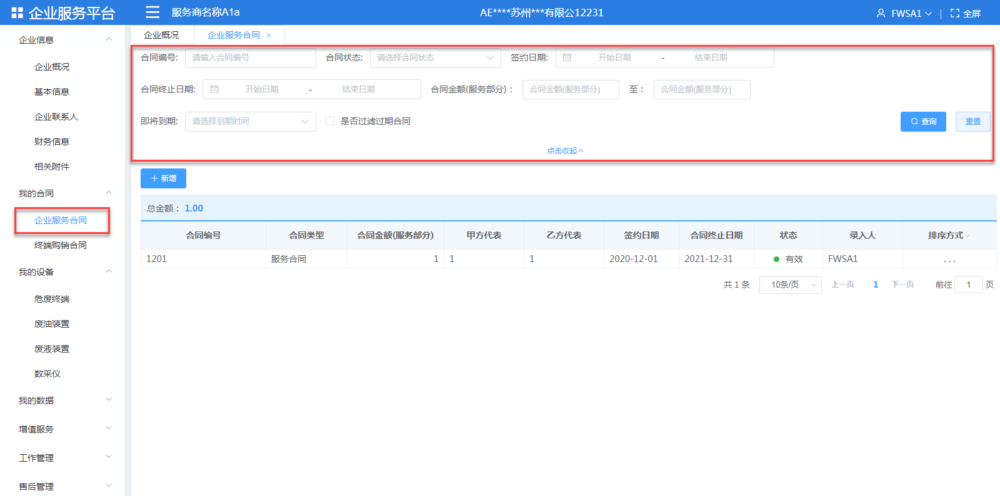 企业服务平台
服务商名称A1a
AE****苏州***有限公12231
FWSA1
全屏
企业信息
企业概况
基本信息
企业联系人
财务信息
相关附件
我的合同
企业服务合同
终端购销合同
我的设备
危废终端
废油装置
废液装置
数采仪
我的数据
增值服务
工作管理
售后管理
企业概况
企业服务合同 ×
合同编号: 请输入合同编号 合同状态: 请选择合同状态 签约日期: 开始日期 - 结束日期
合同终止日期: 开始日期 - 结束日期 合同金额(服务部分)： 合同金额(服务部分) 至： 合同金额(服务部分)
即将到期: 请选择到期时间 是否过滤过期合同 查询 重置
点击收起
+ 新增
总金额： 1.00
合同编号 合同类型 合同金额(服务部分) 甲方代表 乙方代表 签约日期 合同终止日期 状态 录入人 排序方式
1201 服务合同 1 1 1 2020-12-01 2021-12-31 有效 FWSA1 ...
共 1 条 10条/页 上一页 1 下一页 前往 1 页